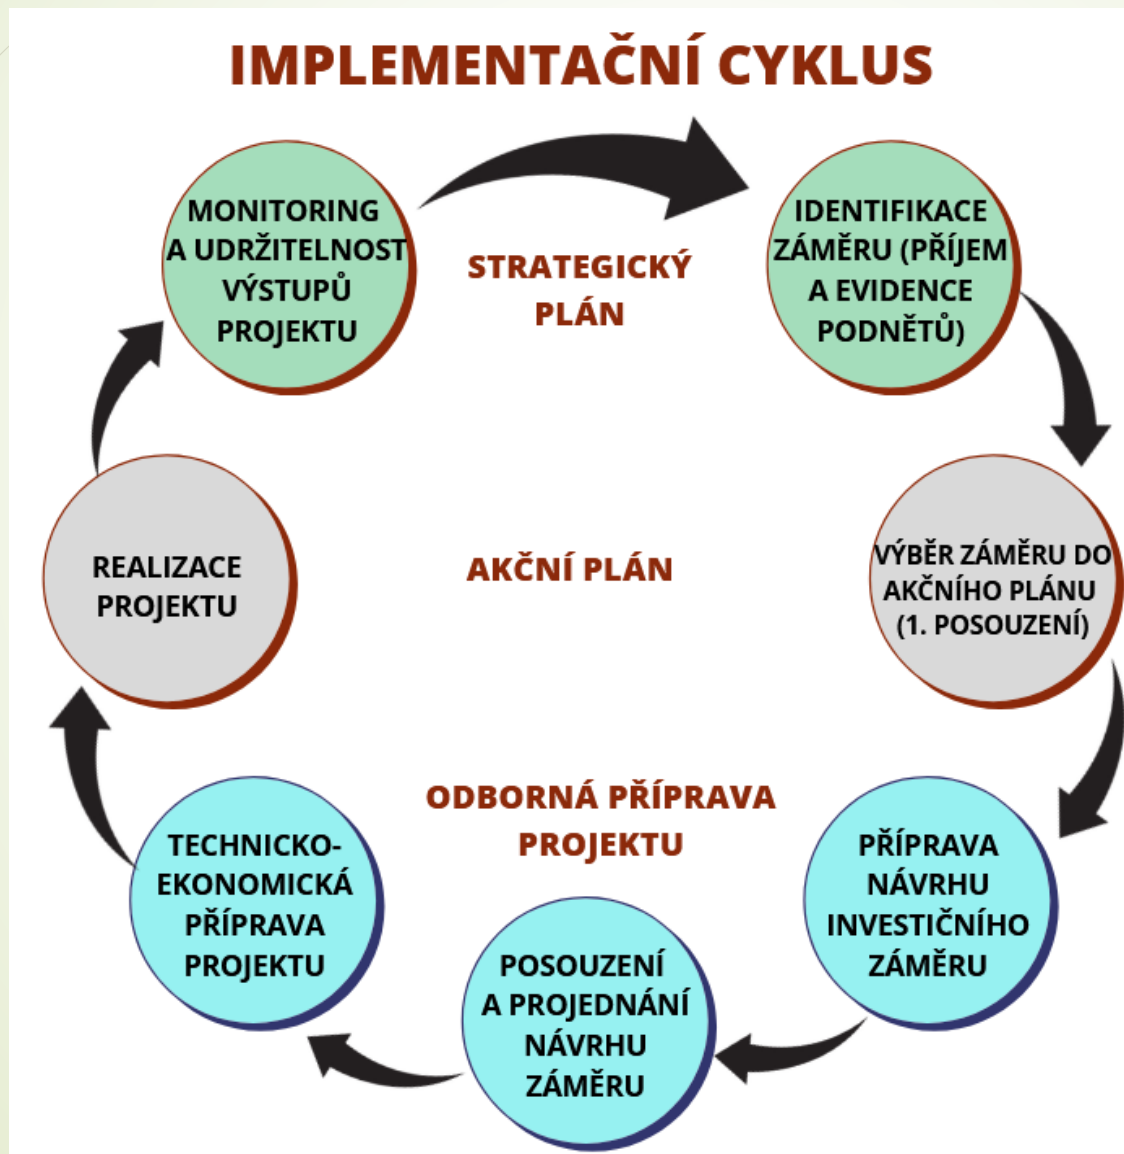 IMPLEMENTAČNÍ CYKLUS
MONITORING
A UDRŽITELNOST
VÝSTUPŮ
PROJEKTU
STRATEGICKÝ
PLÁN
IDENTIFIKACE
ZÁMĚRU (PŘÍJEM
A EVIDENCE
PODNĚTŮ)
REALIZACE
PROJEKTU
AKČNÍ PLÁN
VÝBĚR ZÁMĚRU DO
AKČNÍHO PLÁNU
(1. POSOUZENÍ)
ODBORNÁ PŘÍPRAVA
PROJEKTU
TECHNICKO-
EKONOMICKÁ
PŘÍPRAVA
PROJEKTU
POSOUZENÍ
A PROJEDNÁNÍ
NÁVRHU
ZÁMĚRU
PŘÍPRAVA
NÁVRHU
INVESTIČNÍHO
ZÁMĚRU